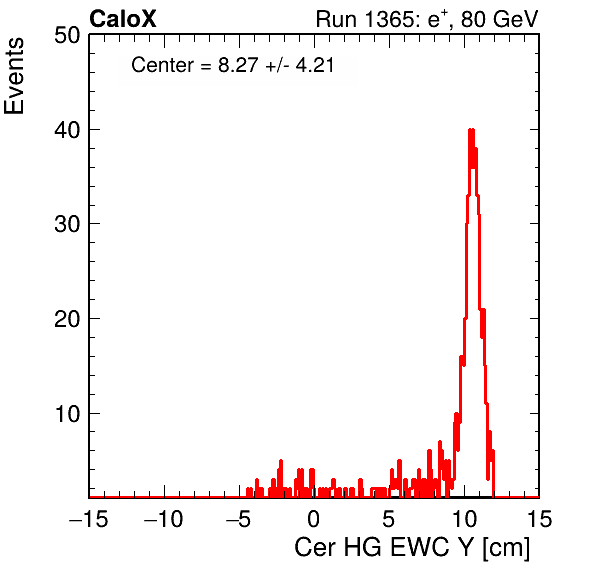 CaloX Run 1365: e+, 80 GeV
Center = 8.27 +/- 4.21
Events
50
40
30
20
10
−15 −10 −5 0 5 10 15
Cer HG EWC Y [cm]